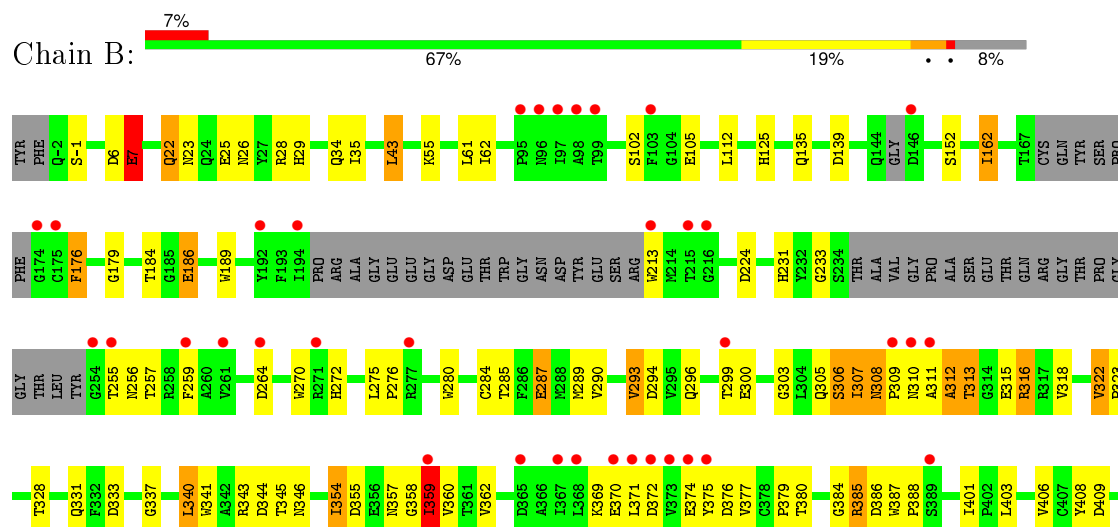 7%
Chain B:
67% 19% • • 8%
TYR PHE Q-2 S-1 D6 E7 Q22 N23 Q24 E25 N26 Y27 R28 H29 Q34 I35 L43 K55 L61 I62 P95 N96 I97 A98 T99 S102 F103 G104 E105 L112 H125 Q135 D139 Q144 GLY D146 S152 I162 T167 CYS GLN TYR SER PRO
PHE G174 C175 F176 G179 T184 G185 E186 W189 Y192 F193 I194 PRO ARG ALA GLY GLU GLU GLY ASP GLU THR TRP GLY ASN ASP TYR GLU SER ARG W213 M214 T215 G216 D224 H231 Y232 G233 S234 THR ALA VAL GLY PRO ALA SER GLU THR GLN ARG GLY THR PRO GLY
GLY THR LEU TYR G254 T255 N256 T257 R258 F259 A260 V261 D264 W270 R271 H272 L275 P276 R277 W280 C284 T285 F286 E287 M288 M289 V290 V293 D294 V295 Q296 T299 E300 G303 L304 Q305 S306 I307 N308 P309 N310 A311 A312 T313 G314 E315 R316 R317 V318 V322 P323
T328 Q331 F332 D333 G337 L340 W341 A342 R343 D344 T345 N346 I354 D355 E356 N357 G358 I359 V360 T361 V362 D365 A366 I367 L368 K369 E370 L371 D372 V373 E374 Y375 D376 V377 C378 P379 T380 G384 R385 D386 W387 P388 S389 I401 P402 L403 V406 C407 V408 D409